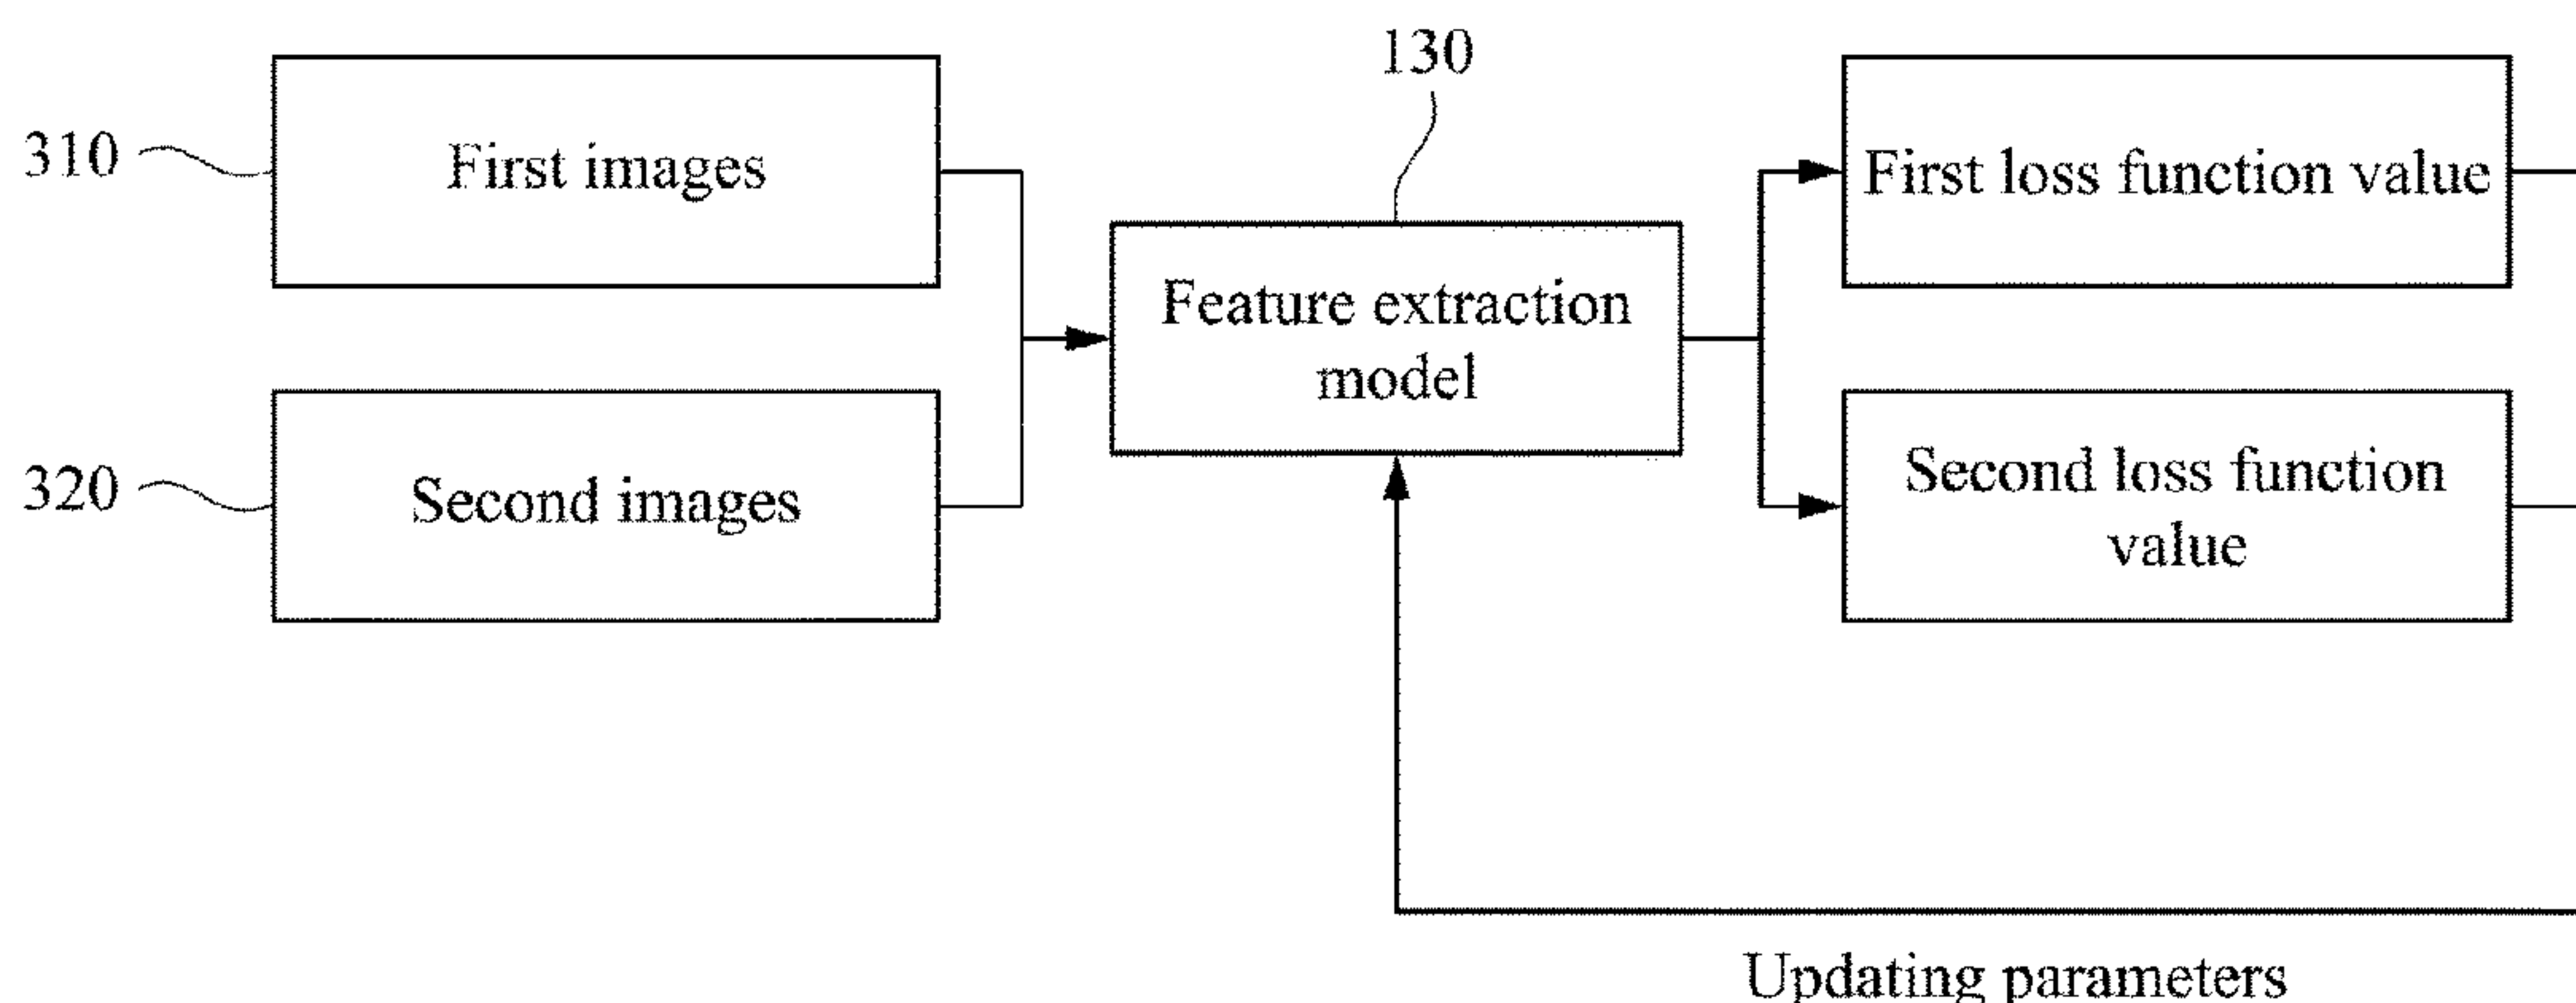 130
310
First images
First loss function value
Feature extraction
model
320
Second images
Second loss function
value
Updating parameters